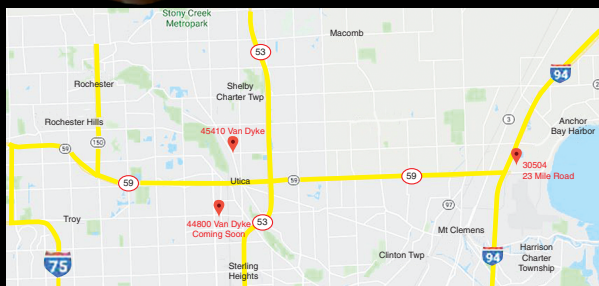 Stony Creek
Metropark
Macomb
53
94
Rochester
Shelby
Charter Twp
Rochester Hills
3
Anchor
Bay Harbor
45410 Van Dyke
150
59
30504
23 Mile Road
59
Utica
59
59
97
44800 Van Dyke
Coming Soon
53
Troy
Mt Clemens
Clinton Twp
Harrison
Charter
Township
94
75
Sterling
Heights